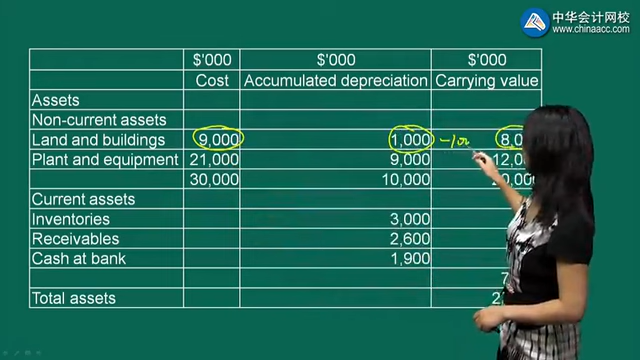 中华会计网校
www.chinaacc.com
$'000 $'000 $'000
Cost Accumulated depreciation Carrying value
Assets
Non-current assets
Land and buildings 9,000 1,000
Plant and equipment 21,000 9,000
30,000 10,000
Current assets
Inventories 3,000
Receivables 2,600
Cash at bank 1,900
Total assets